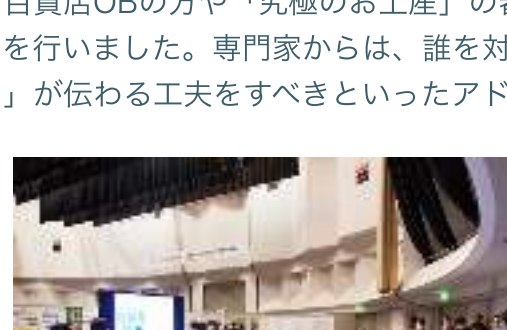 百貨店OBの方や「究極のお土産」の
を行いました。専門家からは、誰を対
」が伝わる工夫をすべきといったアド